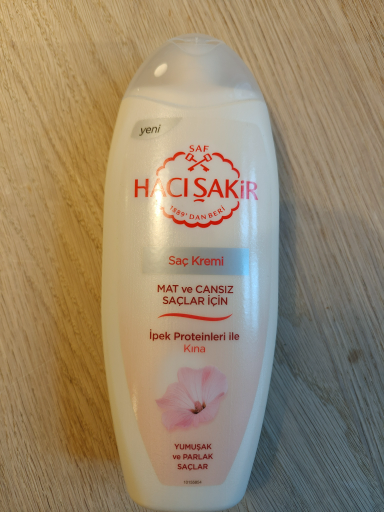 yeni
SAF
HACI ŞAKİR
1889' DAN BERİ
Saç Kremi
MAT ve CANSIZ
SAÇLAR İÇİN
İpek Proteinleri ile
Kına
YUMUŞAK
ve PARLAK
SAÇLAR